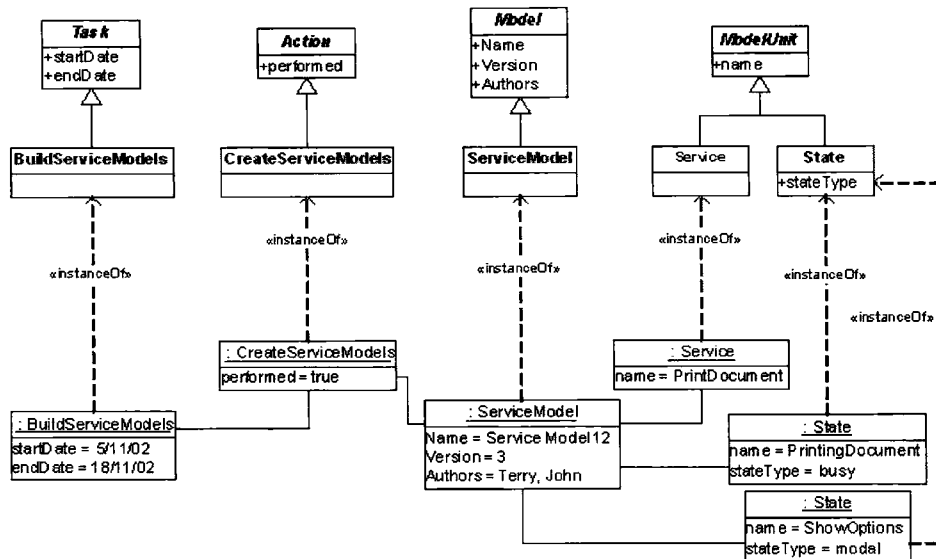 Task
+startDate
+endDate
Action
+performed
Model
+Name
+Version
+Authors
ModelUnit
+name
BuildServiceModels
CreateServiceModels
ServiceModel
Service
State
+stateType
«instanceOf»
«instanceOf»
«instanceOf»
«instanceOf»
«instanceOf»
«instanceOf»
: CreateServiceModels
performed = true
: Service
name = PrintDocument
: BuildServiceModels
startDate = 5/11/02
endDate = 18/11/02
: ServiceModel
Name = Service Model12
Version = 3
Authors = Terry, John
: State
name = PrintingDocument
stateType = busy
: State
name = ShowOptions
stateType = modal